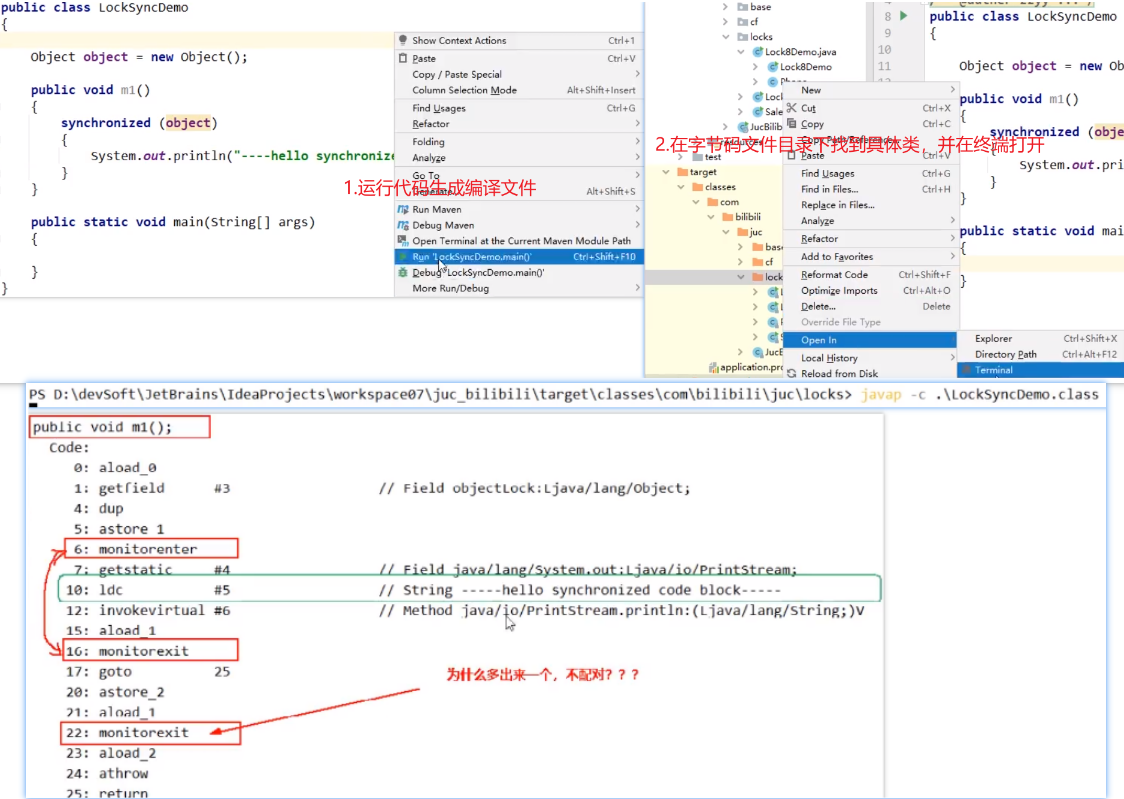 public class LockSyncDemo
{
Object object = new Object();
public void m1()
{
synchronized (object)
{
System.out.println("----hello synchronize
}
}
public static void main(String[] args)
{
}
}
Show Context Actions Ctrl+1
Paste Ctrl+V
Copy / Paste Special
Column Selection Mode Alt+Shift+Insert
Find Usages Ctrl+G
Refactor
Folding
Analyze
Go To
Generate... Alt+Shift+S
1.运行代码生成编译文件
Run Maven
Debug Maven
Open Terminal at the Current Maven Module Path
Run 'LockSyncDemo.main()' Ctrl+Shift+F10
Debug 'LockSyncDemo.main()'
More Run/Debug
base
cf
locks
Lock8Demo.java
Lock8Demo
Phone
Lock
Sale
JucBilib
resources
test
target
classes
com
bilibili
juc
base
cf
lock
JucB
application.pro
2.在字节码文件目录下找到具体类，并在终端打开
New
Cut Ctrl+X
Copy Ctrl+C
Copy Path/Reference...
Paste Ctrl+V
Find Usages Ctrl+G
Find in Files... Ctrl+H
Replace in Files...
Analyze
Refactor
Add to Favorites
Reformat Code Ctrl+Shift+F
Optimize Imports Ctrl+Alt+O
Delete... Delete
Override File Type
Open In
Local History
Reload from Disk
Explorer Ctrl+Shift+X
Directory Path Ctrl+Alt+F12
Terminal
8
9
10
11
public class LockSyncDemo
{
Object object = new Ob
public void m1()
{
synchronized (obje
System.out.pri
}
}
public static void mai
{
}
PS D:\devSoft\JetBrains\IdeaProjects\workspace07\juc_bilibili\target\classes\com\bilibili\juc\locks> javap -c .\LockSyncDemo.class
public void m1();
Code:
0: aload_0
1: getfield #3 // Field objectLock:Ljava/lang/Object;
4: dup
5: astore_1
6: monitorenter
7: getstatic #4 // Field java/lang/System.out:Ljava/io/PrintStream;
10: ldc #5 // String -----hello synchronized code block-----
12: invokevirtual #6 // Method java/io/PrintStream.println:(Ljava/lang/String;)V
15: aload_1
16: monitorexit
17: goto 25
为什么多出来一个，不配对？？？
20: astore_2
21: aload_1
22: monitorexit
23: aload_2
24: athrow
25: return